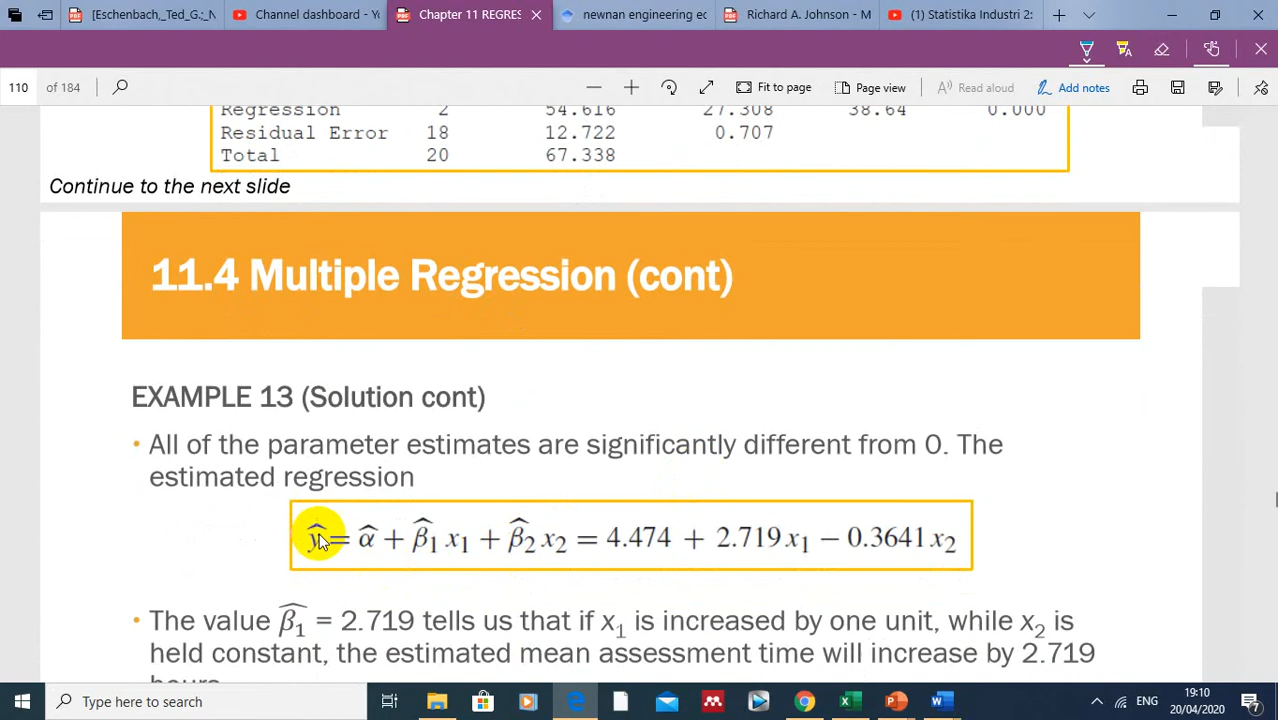 [Eschenbach,_Ted_G.;_N
Channel dashboard - Yo
Chapter 11 REGRES
newnan engineering ec
Richard A. Johnson - M
(1) Statistika Industri 2:
110 of 184
Fit to page
Page view
Read aloud
Add notes
Regression 2 54.616 27.308 38.64 0.000
Residual Error 18 12.722 0.707
Total 20 67.338
Continue to the next slide
11.4 Multiple Regression (cont)
EXAMPLE 13 (Solution cont)
• All of the parameter estimates are significantly different from 0. The
estimated regression
ŷ = α̂ + β̂₁ x₁ + β̂₂ x₂ = 4.474 + 2.719 x₁ − 0.3641 x₂
• The value β̂₁ = 2.719 tells us that if x₁ is increased by one unit, while x₂ is
held constant, the estimated mean assessment time will increase by 2.719
hours.
Type here to search
ENG
19:10
20/04/2020
7